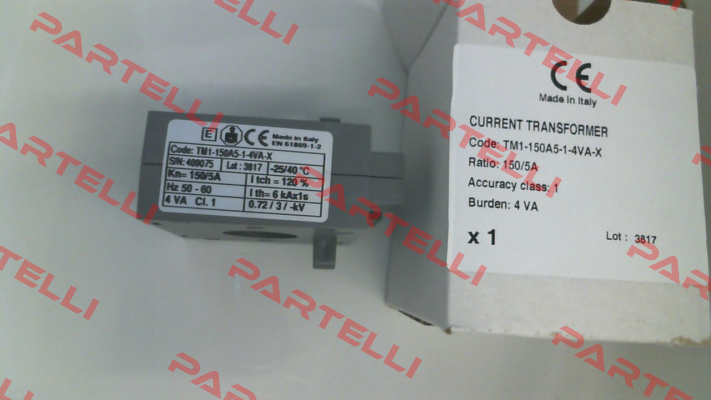 E CE Made in Italy
EN 61869-1-2
Code: TM1-150A5-1-4VA-X
S/N: 409075 Lot: 3817 -25/40 °C
Kn= 150/5A I tch = 120 %
Hz 50 - 60 I th= 6 kAx1s
4 VA Cl. 1 0.72 / 3 / -kV
CE
Made in Italy
CURRENT TRANSFORMER
Code: TM1-150A5-1-4VA-X
Ratio: 150/5A
Accuracy class: 1
Burden: 4 VA
x 1 Lot : 3817
PARTELLI
PARTELLI
PARTELLI
PARTELLI
PARTELLI
PARTELLI
PARTELLI